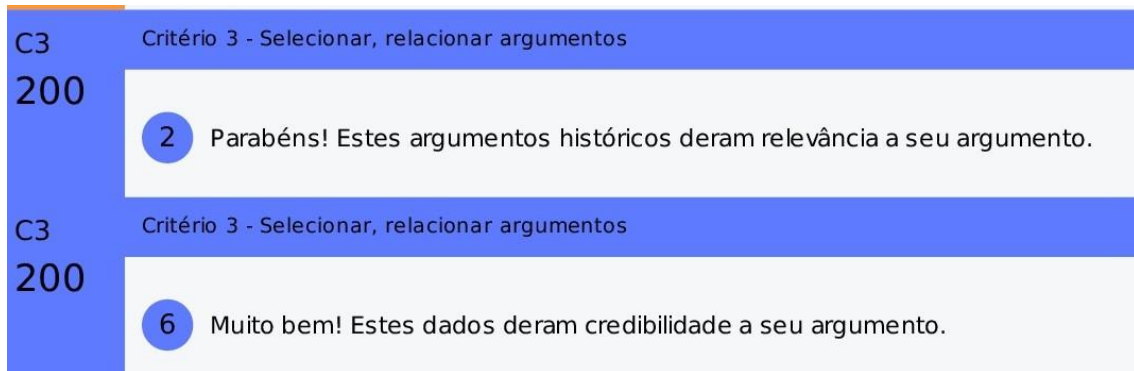 C3
200
Critério 3 - Selecionar, relacionar argumentos
2 Parabéns! Estes argumentos históricos deram relevância a seu argumento.
C3
200
Critério 3 - Selecionar, relacionar argumentos
6 Muito bem! Estes dados deram credibilidade a seu argumento.